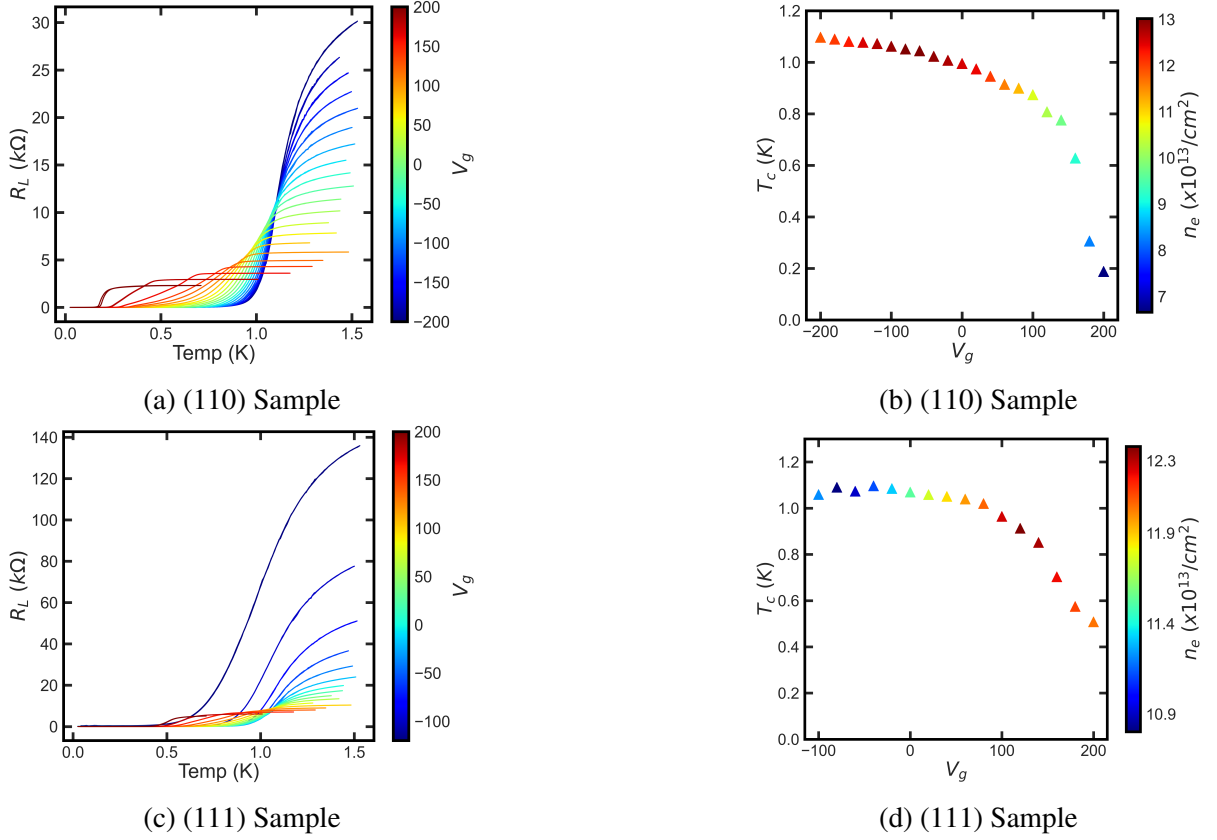 30
25
20
15
10
5
0
R_L (kΩ)
0.0 0.5 1.0 1.5
Temp (K)
200
150
100
50
0
−50
−100
−150
−200
V_g
(a) (110) Sample
1.2
1.0
0.8
0.6
0.4
0.2
0.0
T_c (K)
−200 −100 0 100 200
V_g
13
12
11
10
9
8
7
n_e (x10^13/cm^2)
(b) (110) Sample
140
120
100
80
60
40
20
0
R_L (kΩ)
0.0 0.5 1.0 1.5
Temp (K)
200
150
100
50
0
−50
−100
V_g
(c) (111) Sample
1.2
1.0
0.8
0.6
0.4
0.2
0.0
T_c (K)
−100 0 100 200
V_g
12.3
11.9
11.4
10.9
n_e (x10^13/cm^2)
(d) (111) Sample